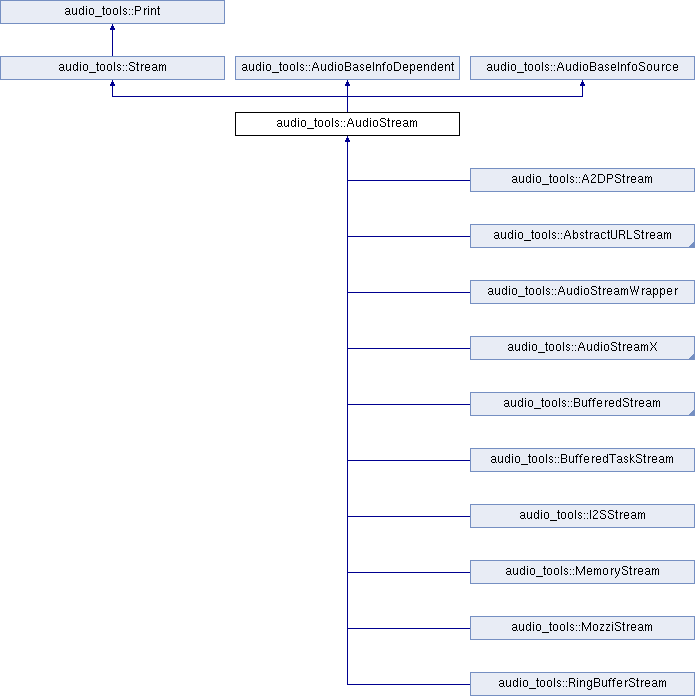 audio_tools::Print
audio_tools::Stream
audio_tools::AudioBaseInfoDependent
audio_tools::AudioBaseInfoSource
audio_tools::AudioStream
audio_tools::A2DPStream
audio_tools::AbstractURLStream
audio_tools::AudioStreamWrapper
audio_tools::AudioStreamX
audio_tools::BufferedStream
audio_tools::BufferedTaskStream
audio_tools::I2SStream
audio_tools::MemoryStream
audio_tools::MozziStream
audio_tools::RingBufferStream